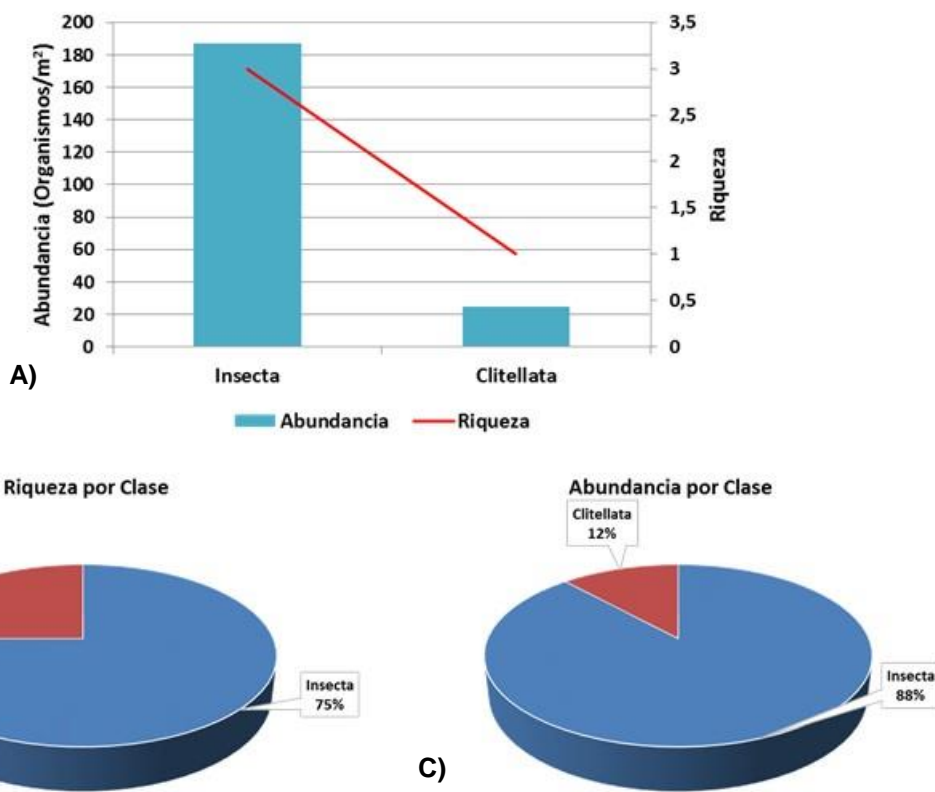 Abundancia (Organismos/m²)
200
180
160
140
120
100
80
60
40
20
0
3,5
3
2,5
2
1,5
1
0,5
0
Riqueza
Insecta
Clitellata
A)
Abundancia
Riqueza
Riqueza por Clase
Insecta
75%
Abundancia por Clase
Clitellata
12%
Insecta
88%
C)